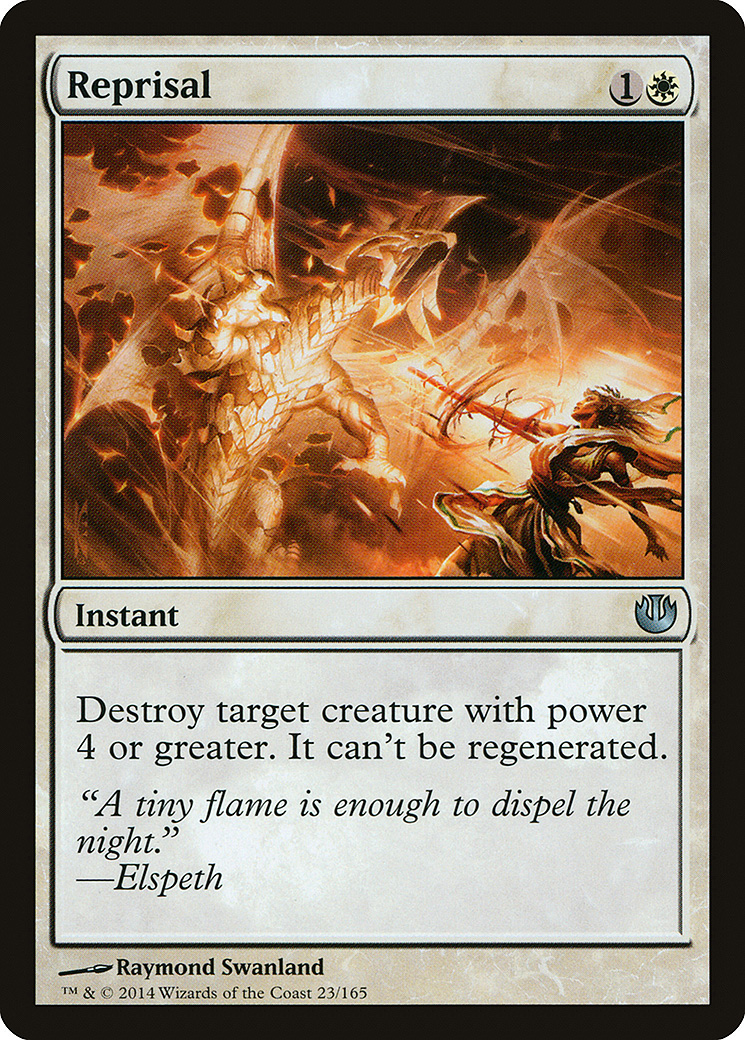 Reprisal 1
Instant
Destroy target creature with power
4 or greater. It can't be regenerated.
“A tiny flame is enough to dispel the
night.”
—Elspeth
Raymond Swanland
™ & © 2014 Wizards of the Coast 23/165